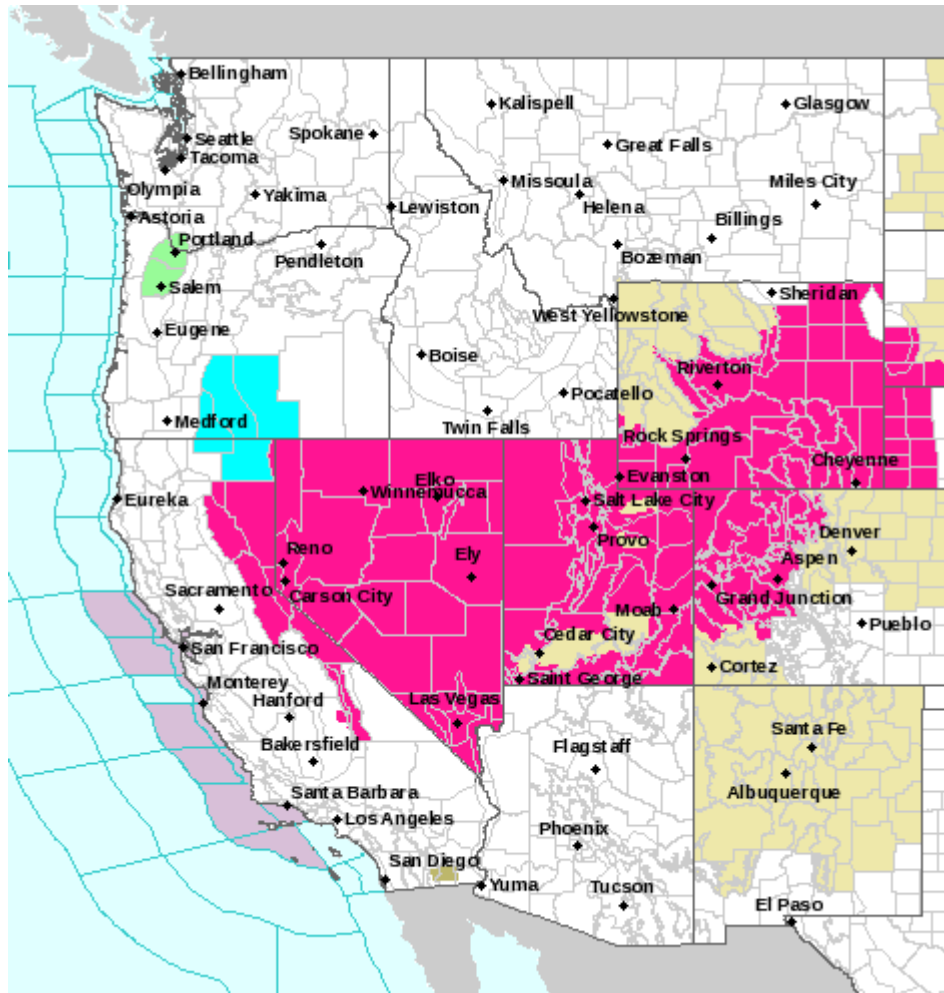 Bellingham
Kalispell
Glasgow
Seattle
Spokane
Great Falls
Tacoma
Olympia
Missoula
Miles City
Yakima
Helena
Lewiston
Astoria
Billings
Portland
Pendleton
Bozeman
Salem
Sheridan
West Yellowstone
Eugene
Boise
Riverton
Pocatello
Medford
Twin Falls
Rock Springs
Cheyenne
Evanston
Elko
Winnemucca
Eureka
Salt Lake City
Denver
Provo
Reno
Ely
Aspen
Sacramento
Carson City
Grand Junction
Moab
Pueblo
San Francisco
Cedar City
Cortez
Saint George
Monterey
Hanford
Las Vegas
Santa Fe
Bakersfield
Flagstaff
Albuquerque
Santa Barbara
Los Angeles
Phoenix
San Diego
Yuma
Tucson
El Paso